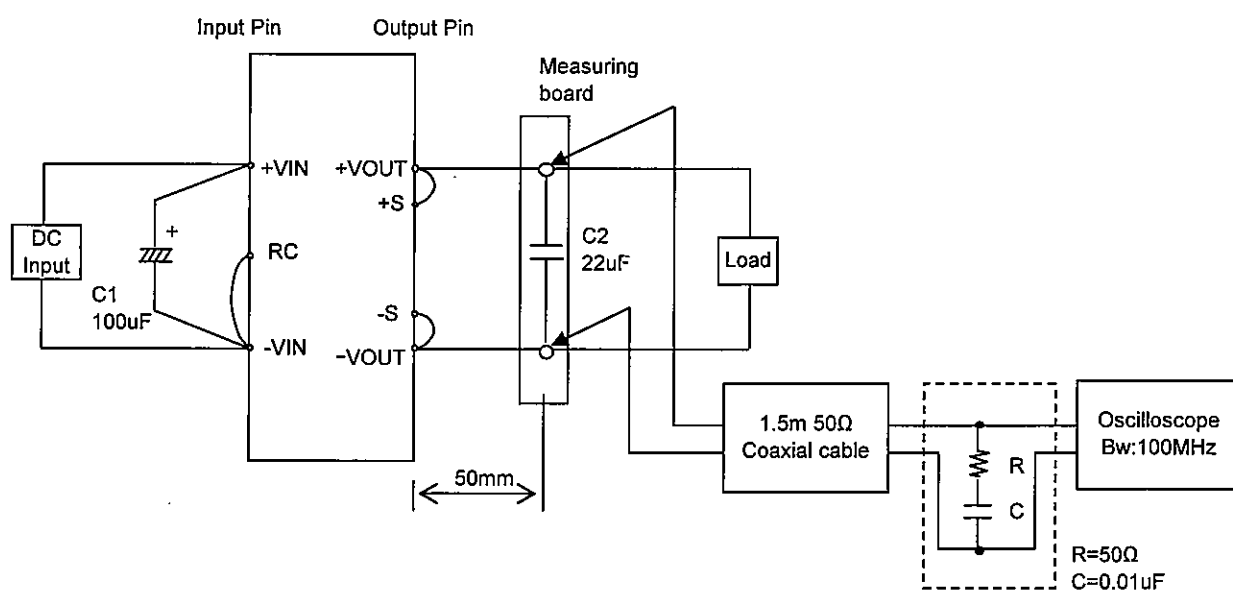 Input Pin
Output Pin
Measuring
board
+VIN
+VOUT
+S
DC
Input
+
RC
C1
100uF
C2
22uF
Load
-S
-VIN
−VOUT
1.5m 50Ω
Coaxial cable
Oscilloscope
Bw:100MHz
50mm
R
C
R=50Ω
C=0.01uF